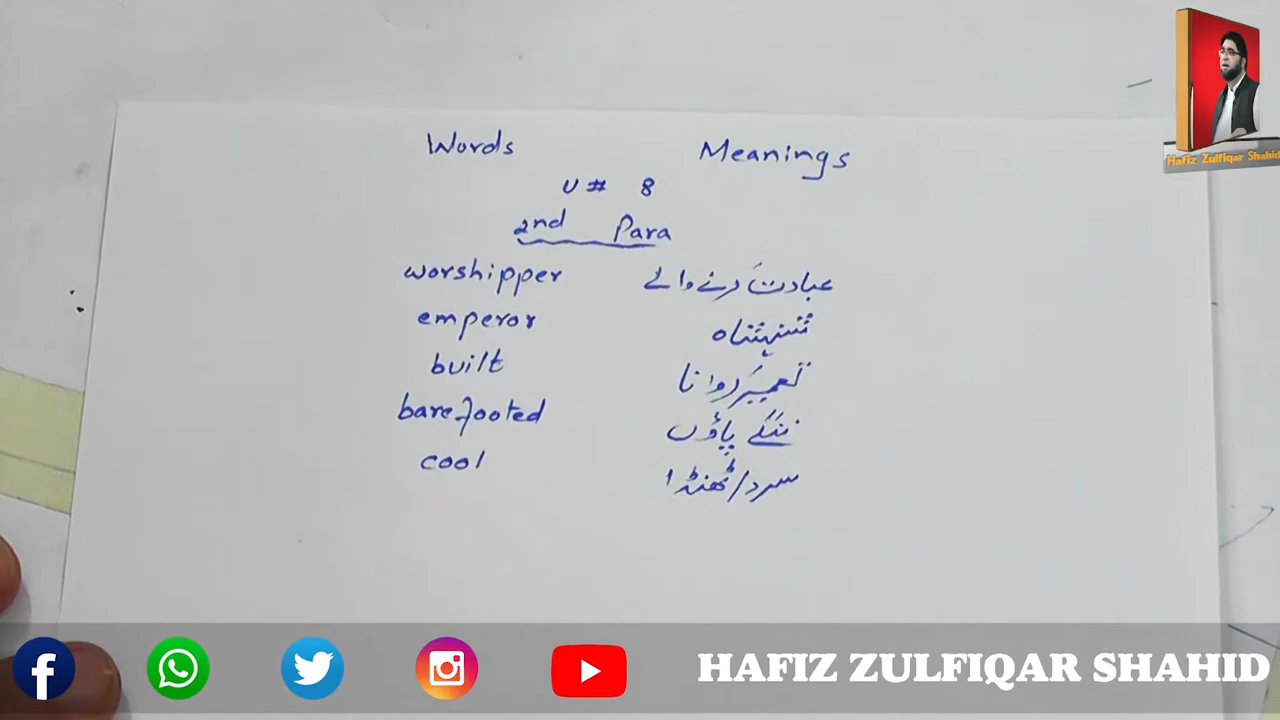 Hafiz Zulfiqar Shahid
Words Meanings
U# 8
2nd Para
worshipper عبادت کرنے والے
emperor شہنشاہ
built تعمیر کروانا
barefooted ننگے پاؤں
cool سرد/ٹھنڈا
HAFIZ ZULFIQAR SHAHID